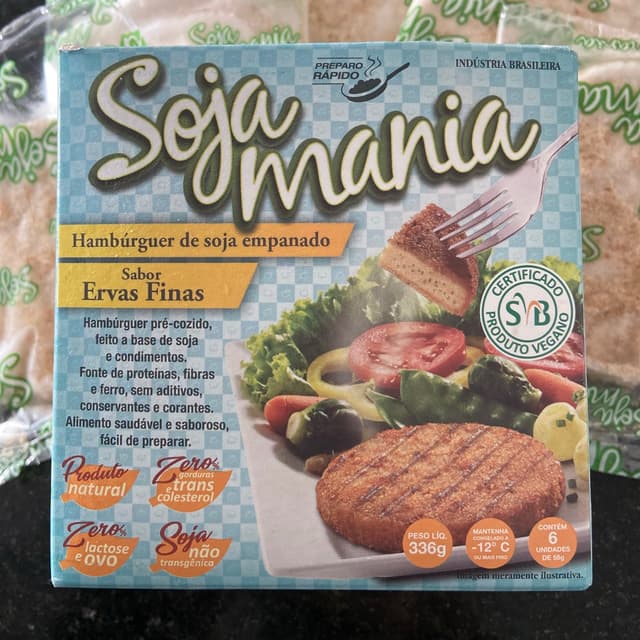 PREPARO
RÁPIDO
INDÚSTRIA BRASILEIRA
Soja
mania
Hambúrguer de soja empanado
Sabor
Ervas Finas
Hambúrguer pré-cozido,
feito a base de soja
e condimentos.
Fonte de proteínas, fibras
e ferro, sem aditivos,
conservantes e corantes.
Alimento saudável e saboroso,
fácil de preparar.
CERTIFICADO
SVB
PRODUTO VEGANO
Produto
natural
Zero%
gorduras
trans
e colesterol
Zero%
lactose
e ovo
Soja
não
transgênica
PESO LÍQ.
336g
MANTENHA
CONGELADO A
-12° C
OU MAIS FRIO
CONTÉM
6
UNIDADES
DE 56g
Imagem meramente ilustrativa.